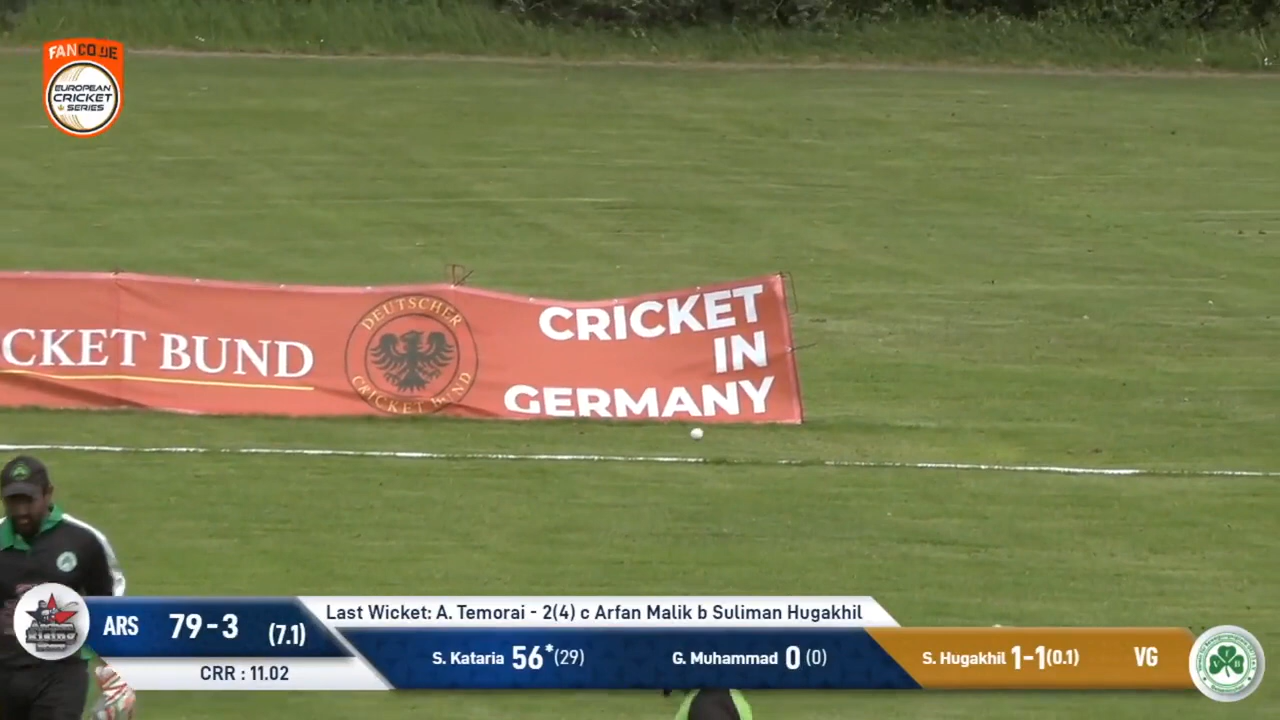 FANCODE
EUROPEAN
CRICKET
SERIES
CKET BUND
DEUTSCHER
CRICKET BUND
CRICKET
IN
GERMANY
ARS 79-3 (7.1)
CRR : 11.02
Last Wicket: A. Temorai - 2(4) c Arfan Malik b Suliman Hugakhil
S. Kataria 56*(29) G. Muhammad 0 (0) S. Hugakhil 1-1(0.1) VG